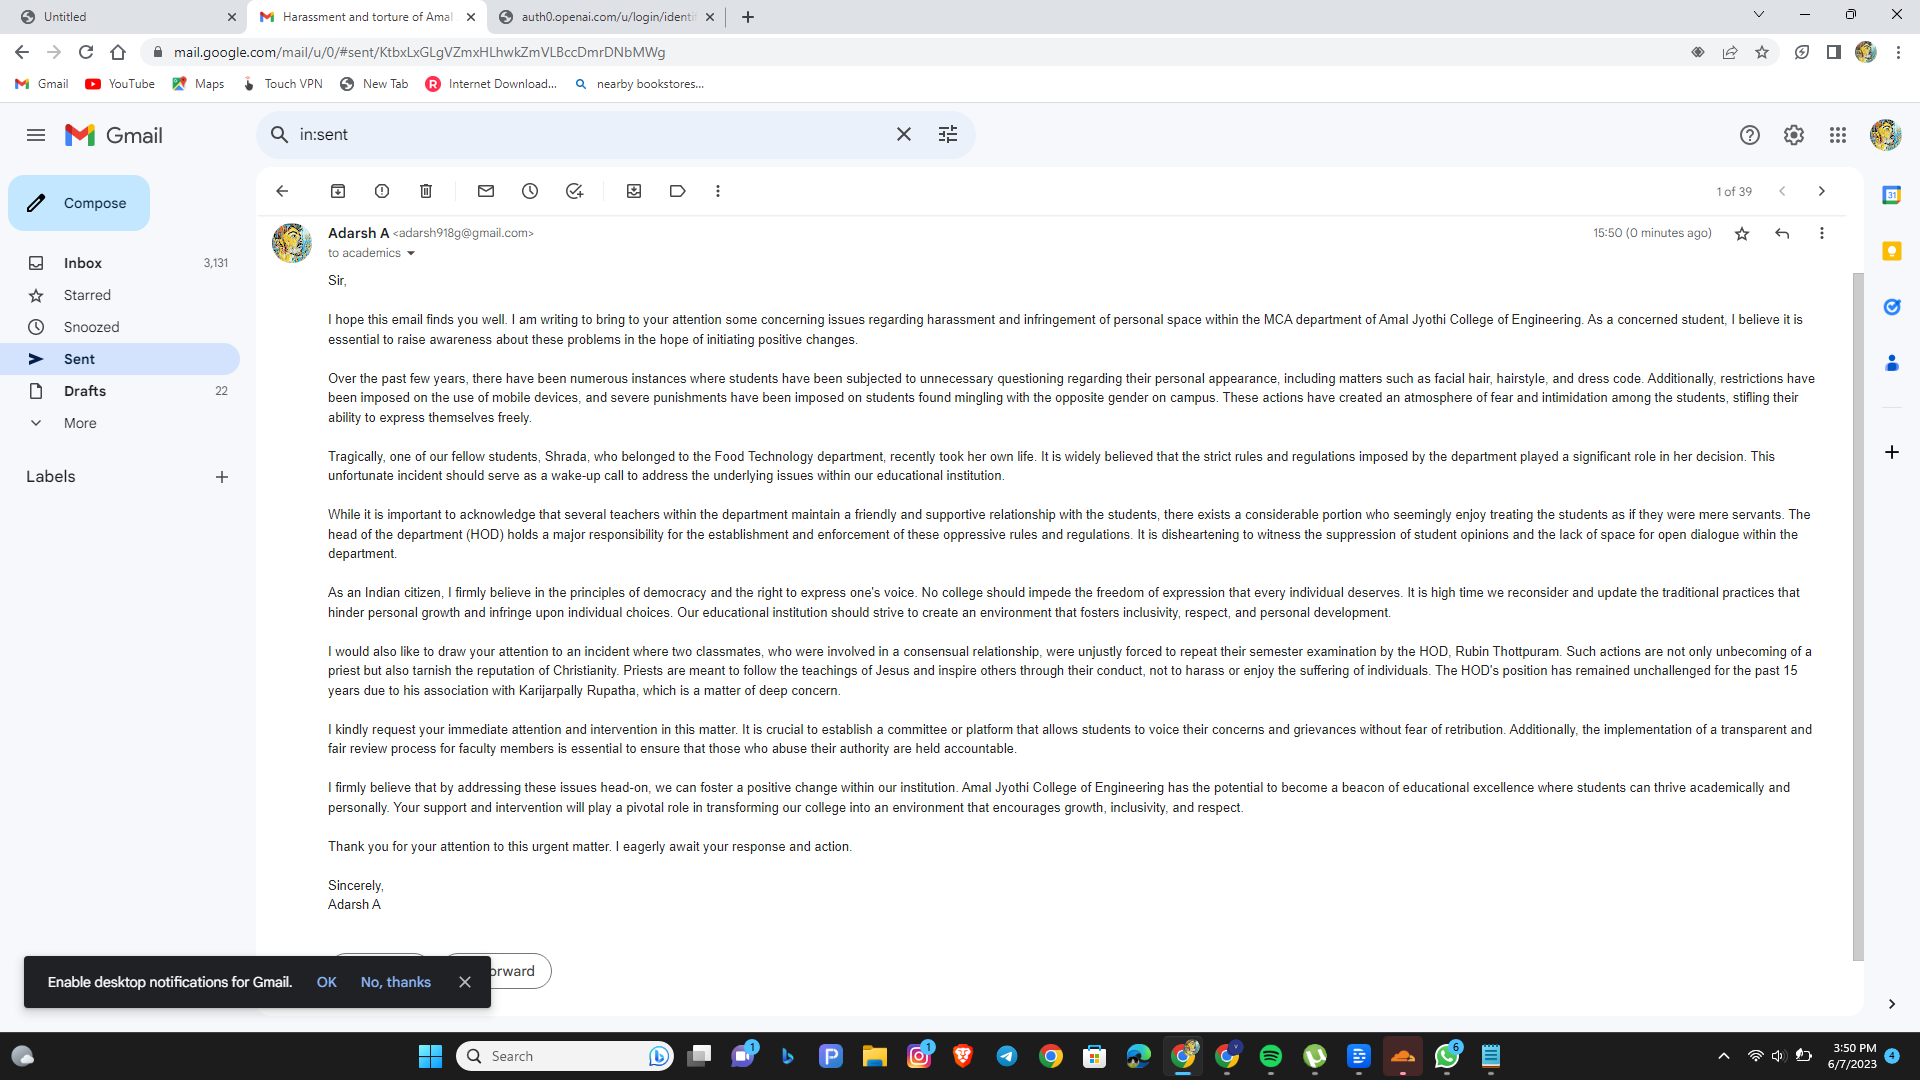 Untitled
Harassment and torture of Amal
auth0.openai.com/u/login/identi
mail.google.com/mail/u/0/#sent/KtbxLxGLgVZmxHLhwkZmVLBccDmrDNbMWg
Gmail
YouTube
Maps
Touch VPN
New Tab
Internet Download...
nearby bookstores...
Gmail
in:sent
Compose
1 of 39
Inbox 3,131
Starred
Snoozed
Sent
Drafts 22
More
Labels
Adarsh A <adarsh918g@gmail.com>
15:50 (0 minutes ago)
to academics
Sir,
I hope this email finds you well. I am writing to bring to your attention some concerning issues regarding harassment and infringement of personal space within the MCA department of Amal Jyothi College of Engineering. As a concerned student, I believe it is
essential to raise awareness about these problems in the hope of initiating positive changes.
Over the past few years, there have been numerous instances where students have been subjected to unnecessary questioning regarding their personal appearance, including matters such as facial hair, hairstyle, and dress code. Additionally, restrictions have
been imposed on the use of mobile devices, and severe punishments have been imposed on students found mingling with the opposite gender on campus. These actions have created an atmosphere of fear and intimidation among the students, stifling their
ability to express themselves freely.
Tragically, one of our fellow students, Shrada, who belonged to the Food Technology department, recently took her own life. It is widely believed that the strict rules and regulations imposed by the department played a significant role in her decision. This
unfortunate incident should serve as a wake-up call to address the underlying issues within our educational institution.
While it is important to acknowledge that several teachers within the department maintain a friendly and supportive relationship with the students, there exists a considerable portion who seemingly enjoy treating the students as if they were mere servants. The
head of the department (HOD) holds a major responsibility for the establishment and enforcement of these oppressive rules and regulations. It is disheartening to witness the suppression of student opinions and the lack of space for open dialogue within the
department.
As an Indian citizen, I firmly believe in the principles of democracy and the right to express one's voice. No college should impede the freedom of expression that every individual deserves. It is high time we reconsider and update the traditional practices that
hinder personal growth and infringe upon individual choices. Our educational institution should strive to create an environment that fosters inclusivity, respect, and personal development.
I would also like to draw your attention to an incident where two classmates, who were involved in a consensual relationship, were unjustly forced to repeat their semester examination by the HOD, Rubin Thottpuram. Such actions are not only unbecoming of a
priest but also tarnish the reputation of Christianity. Priests are meant to follow the teachings of Jesus and inspire others through their conduct, not to harass or enjoy the suffering of individuals. The HOD's position has remained unchallenged for the past 15
years due to his association with Karijarpally Rupatha, which is a matter of deep concern.
I kindly request your immediate attention and intervention in this matter. It is crucial to establish a committee or platform that allows students to voice their concerns and grievances without fear of retribution. Additionally, the implementation of a transparent and
fair review process for faculty members is essential to ensure that those who abuse their authority are held accountable.
I firmly believe that by addressing these issues head-on, we can foster a positive change within our institution. Amal Jyothi College of Engineering has the potential to become a beacon of educational excellence where students can thrive academically and
personally. Your support and intervention will play a pivotal role in transforming our college into an environment that encourages growth, inclusivity, and respect.
Thank you for your attention to this urgent matter. I eagerly await your response and action.
Sincerely,
Adarsh A
orward
Enable desktop notifications for Gmail. OK No, thanks
Search
3:50 PM
6/7/2023